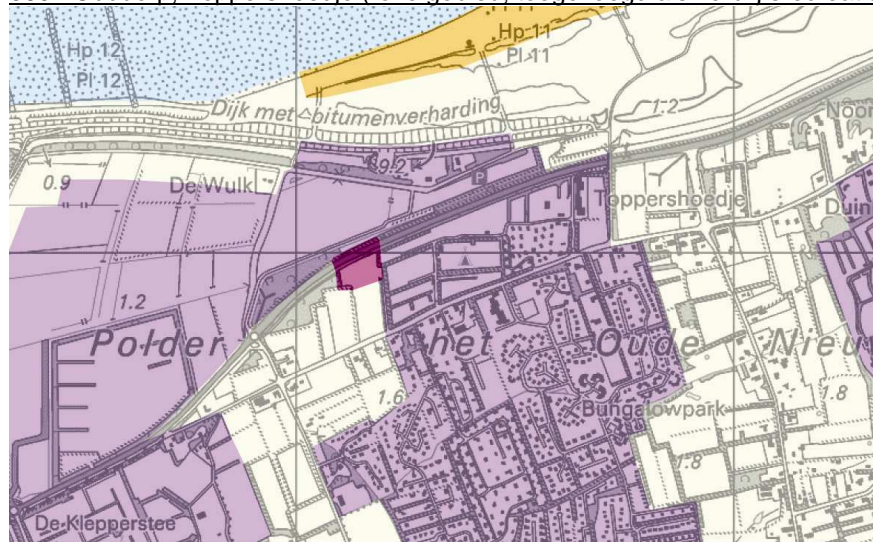 Hp 11
Hp 12
Pl 11
Pl 12
Dijk met bitumenverharding
1.2
9.2
0.9
De Wulk
P
Toppershoedje
Duin
1.2
Polder het Oude Nieu
1.6
1.8
Bungalowpark
1.8
De Klepperstee